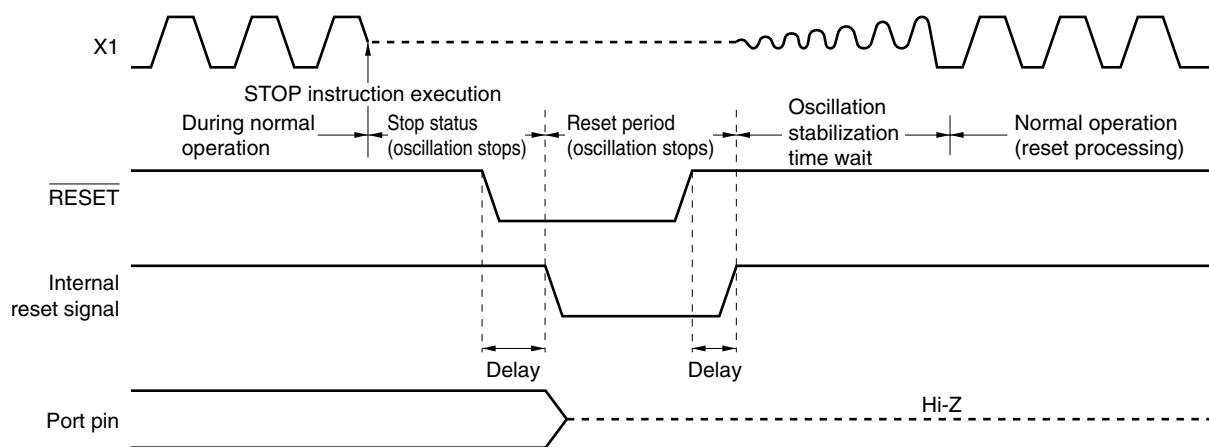 X1
STOP instruction execution
During normal
operation
Stop status
(oscillation stops)
Reset period
(oscillation stops)
Oscillation
stabilization
time wait
Normal operation
(reset processing)
RESET
Internal
reset signal
Delay
Delay
Port pin
Hi-Z